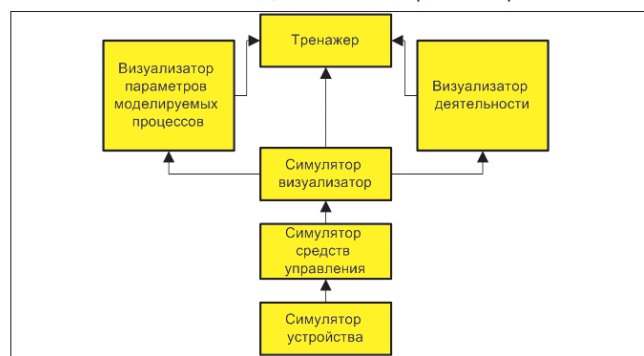 Тренажер
Визуализатор
параметров
моделируемых
процессов
Визуализатор
деятельности
Симулятор
визуализатор
Симулятор
средств
управления
Симулятор
устройства